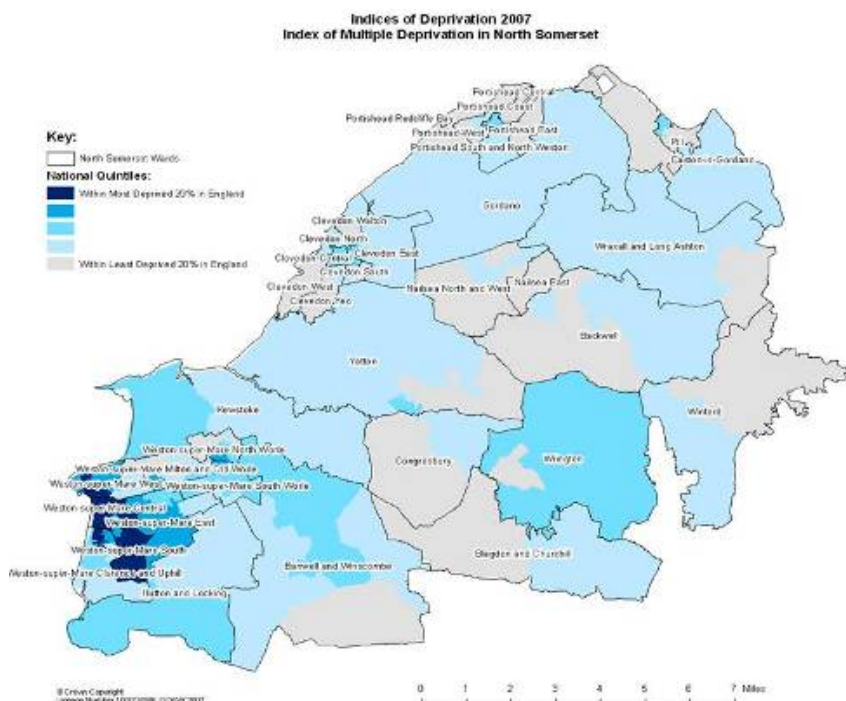 Indices of Deprivation 2007
Index of Multiple Deprivation in North Somerset
Key:
North Somerset Wards
National Quintiles:
Within Most Deprived 20% in England
Within Least Deprived 20% in England
Portishead Central
Portishead Coast
Portishead Redcliffe Bay
Portishead West
Portishead East
Portishead South and North Weston
Pill
Easton-in-Gordano
Gordano
Clevedon Walton
Clevedon North
Clevedon Central
Clevedon East
Clevedon South
Clevedon West
Clevedon Yeo
Wraxall and Long Ashton
Nailsea North and West
Nailsea East
Backwell
Yatton
Winford
Kewstoke
Congresbury
Wrington
Weston-super-Mare North Worle
Weston-super-Mare Milton and Old Worle
Weston-super-Mare West
Weston-super-Mare South Worle
Weston-super-Mare Central
Weston-super-Mare East
Weston-super-Mare South
Weston-super-Mare Clarence and Uphill
Banwell and Winscombe
Blagdon and Churchill
Hutton and Locking
© Crown Copyright
0 1 2 3 4 5 6 7 Miles